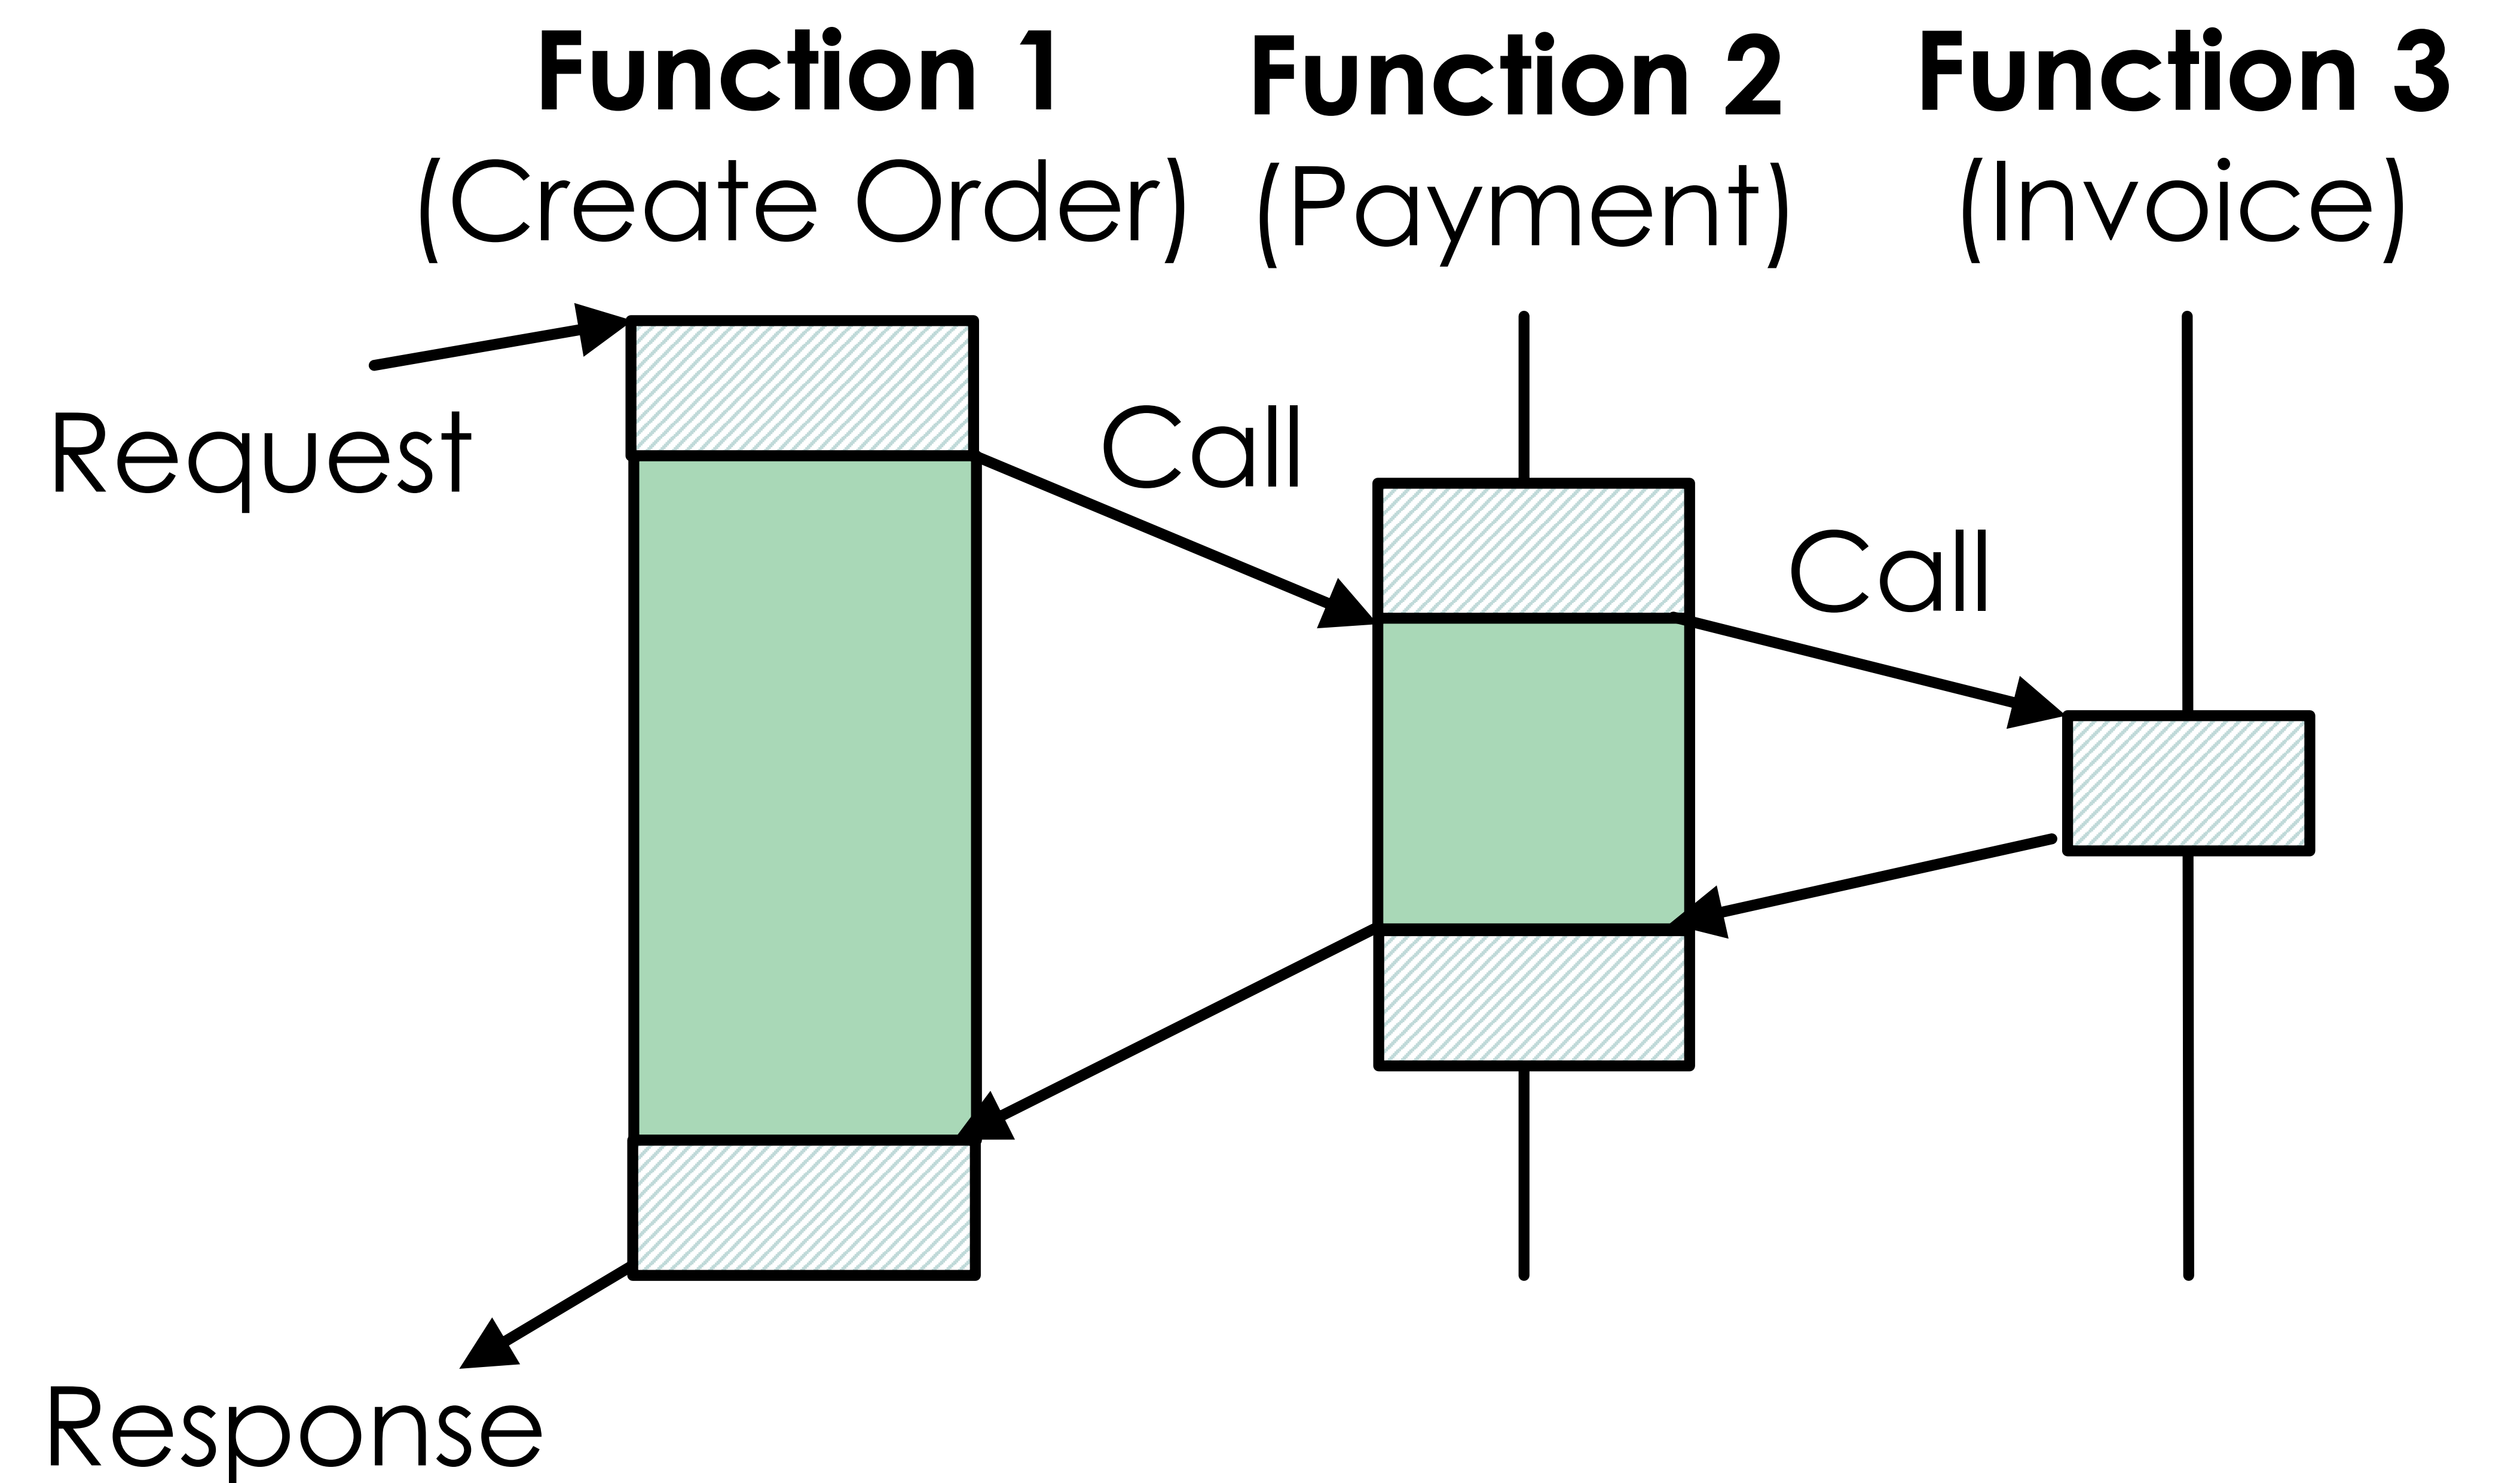 Function 1
(Create Order)
Function 2
(Payment)
Function 3
(Invoice)
Request
Call
Call
Response